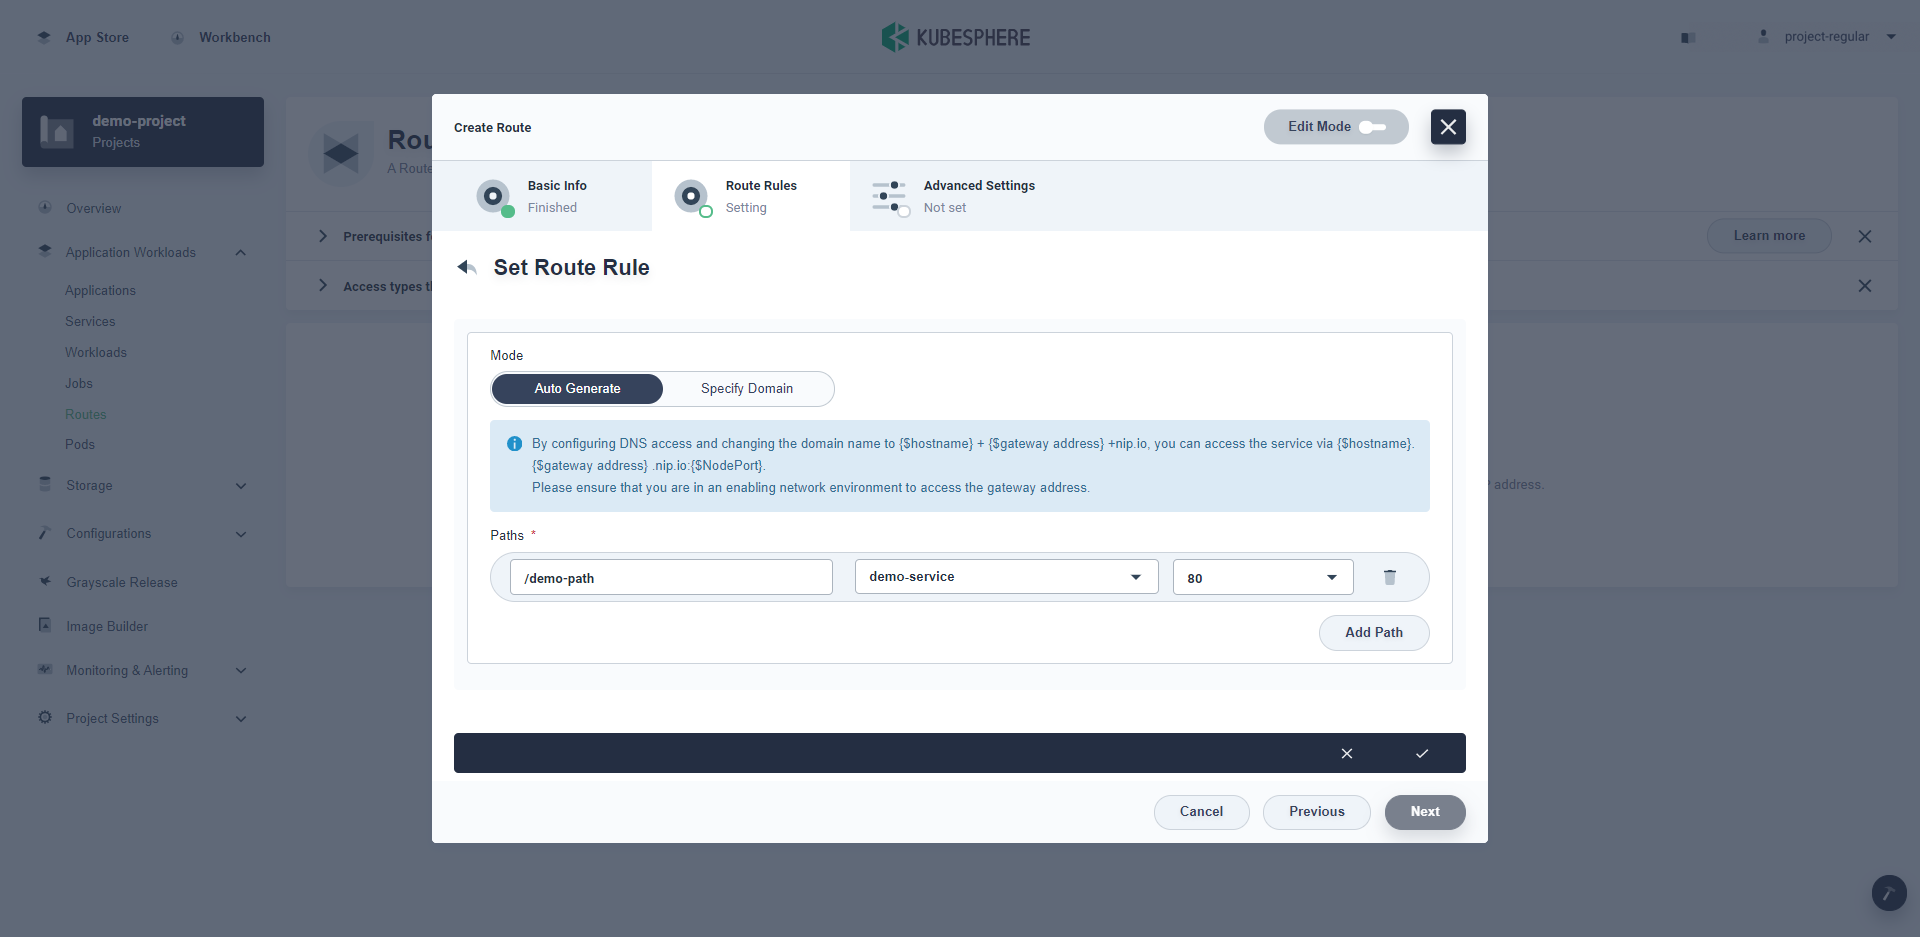 App Store
Workbench
KUBESPHERE
project-regular
demo-project
Projects
Overview
Application Workloads
Applications
Services
Workloads
Jobs
Routes
Pods
Storage
Configurations
Grayscale Release
Image Builder
Monitoring & Alerting
Project Settings
Rou
A Route
Prerequisites f
Access types t
Learn more
P address.
Create Route
Edit Mode
Basic Info
Finished
Route Rules
Setting
Advanced Settings
Not set
Set Route Rule
Mode
Auto Generate
Specify Domain
By configuring DNS access and changing the domain name to {$hostname} + {$gateway address} +nip.io, you can access the service via {$hostname}.
{$gateway address} .nip.io:{$NodePort}.
Please ensure that you are in an enabling network environment to access the gateway address.
Paths *
/demo-path
demo-service
80
Add Path
Cancel
Previous
Next